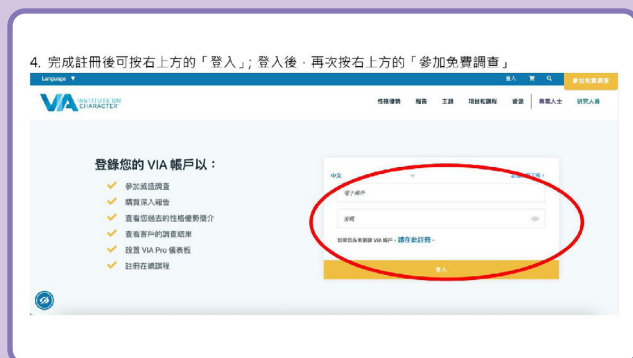 4. 完成註冊後可按右上方的「登入」; 登入後，再次按右上方的「參加免費調查」
Language ▼
登入
參加免費調查
VIA INSTITUTE ON CHARACTER
性格優勢 報告 工頭 項目和課程 資源 專業人士 研究人員
登錄您的 VIA 帳戶以：
參加威盛調查
購買深入報告
查看您過去的性格優勢簡介
查看客戶的調查結果
設置 VIA Pro 儀表板
註冊在線課程
中文
電子郵件
密碼
如果您尚未創建 VIA 帳戶，請在此註冊。
登入